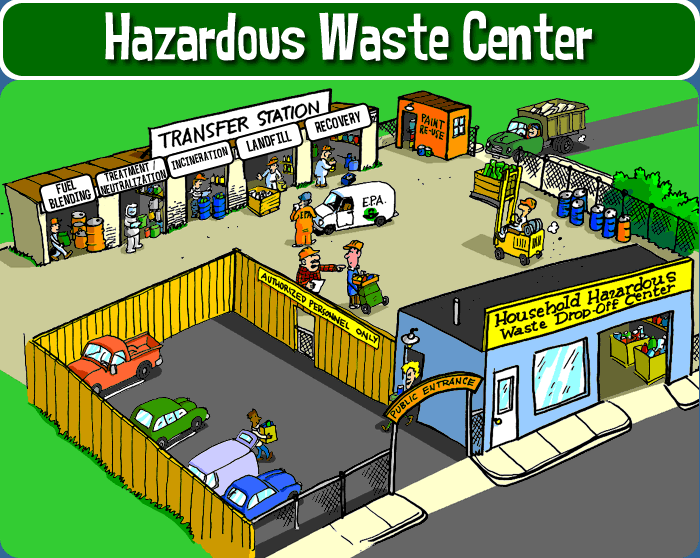 Hazardous Waste Center
TRANSFER STATION
FUEL
BLENDING
TREATMENT /
NEUTRALIZATION
INCINERATION
LANDFILL
RECOVERY
PAINT
RE-USE
E.P.A.
EPA
AUTHORIZED PERSONNEL ONLY
Household Hazardous
Waste Drop-Off Center
PUBLIC ENTRANCE